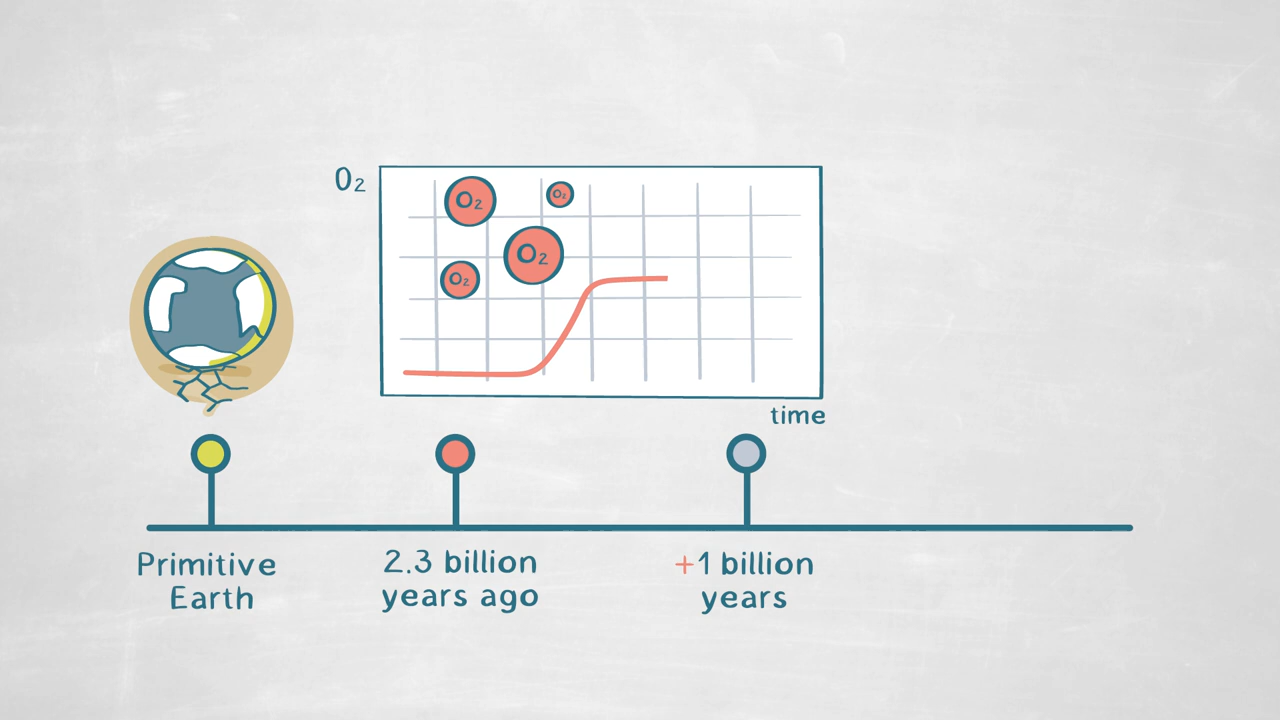 O₂
O₂
O₂
O₂
O₂
time
Primitive
Earth
2.3 billion
years ago
+1 billion
years